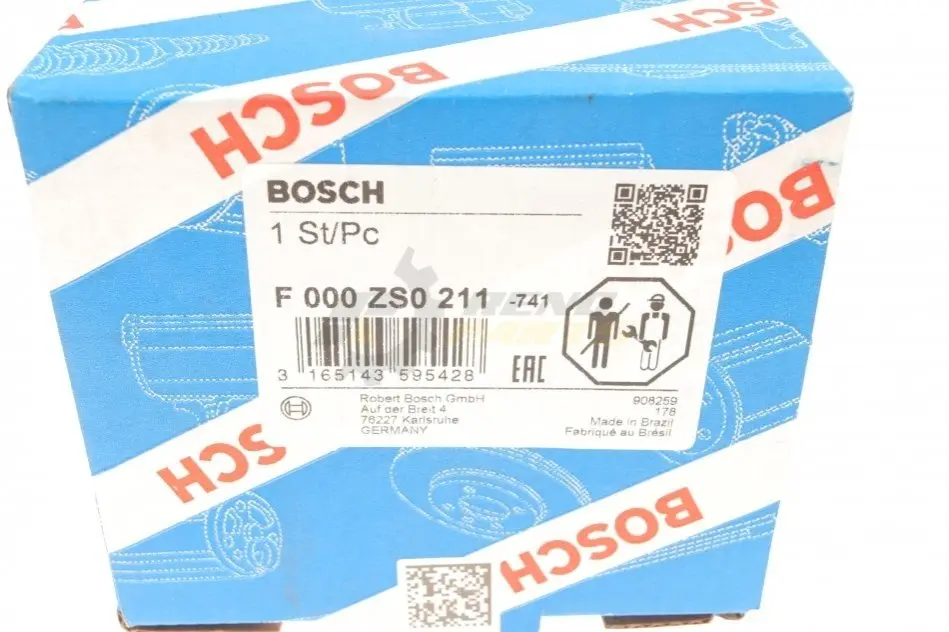 BOSCH
BOSCH
BOSCH
BOSCH
1 St/Pc
F 000 ZS0 211 -741
3 165143 595428
EAC
Robert Bosch GmbH
Auf der Breit 4
76227 Karlsruhe
GERMANY
908259
178
Made in Brazil
Fabriqué au Brésil
SCH
BOSCH